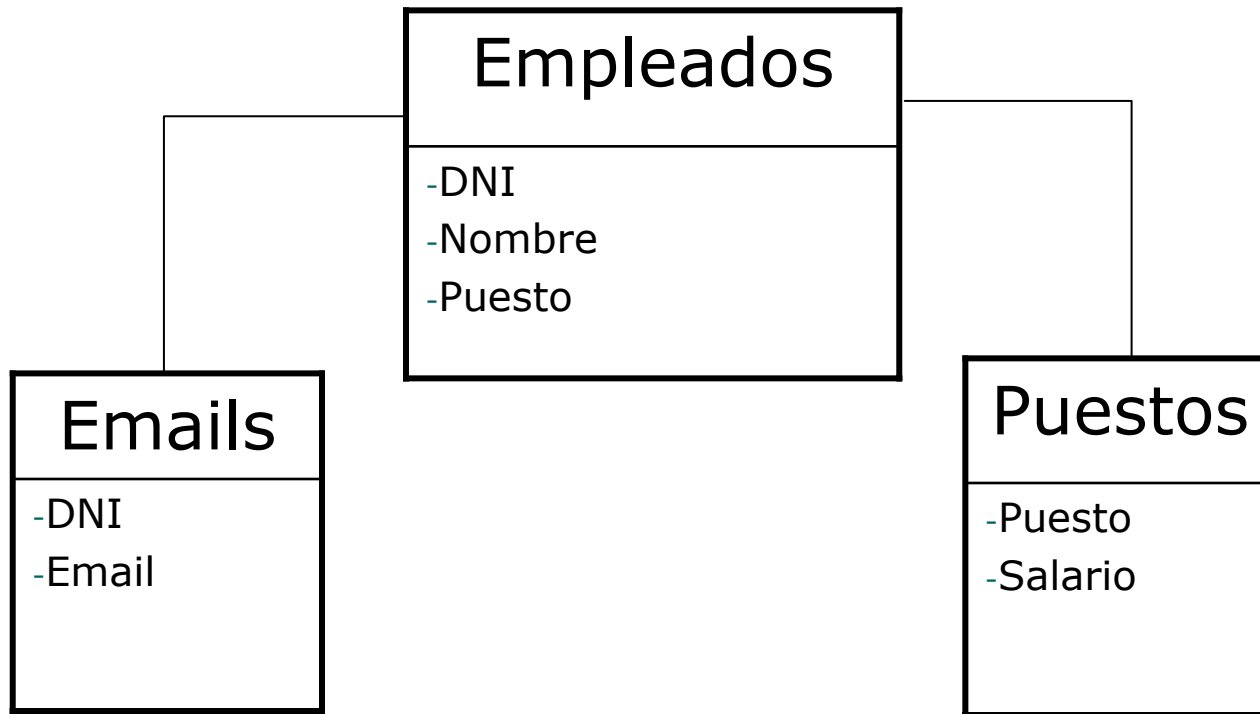 Empleados
-DNI
-Nombre
-Puesto
Emails
-DNI
-Email
Puestos
-Puesto
-Salario